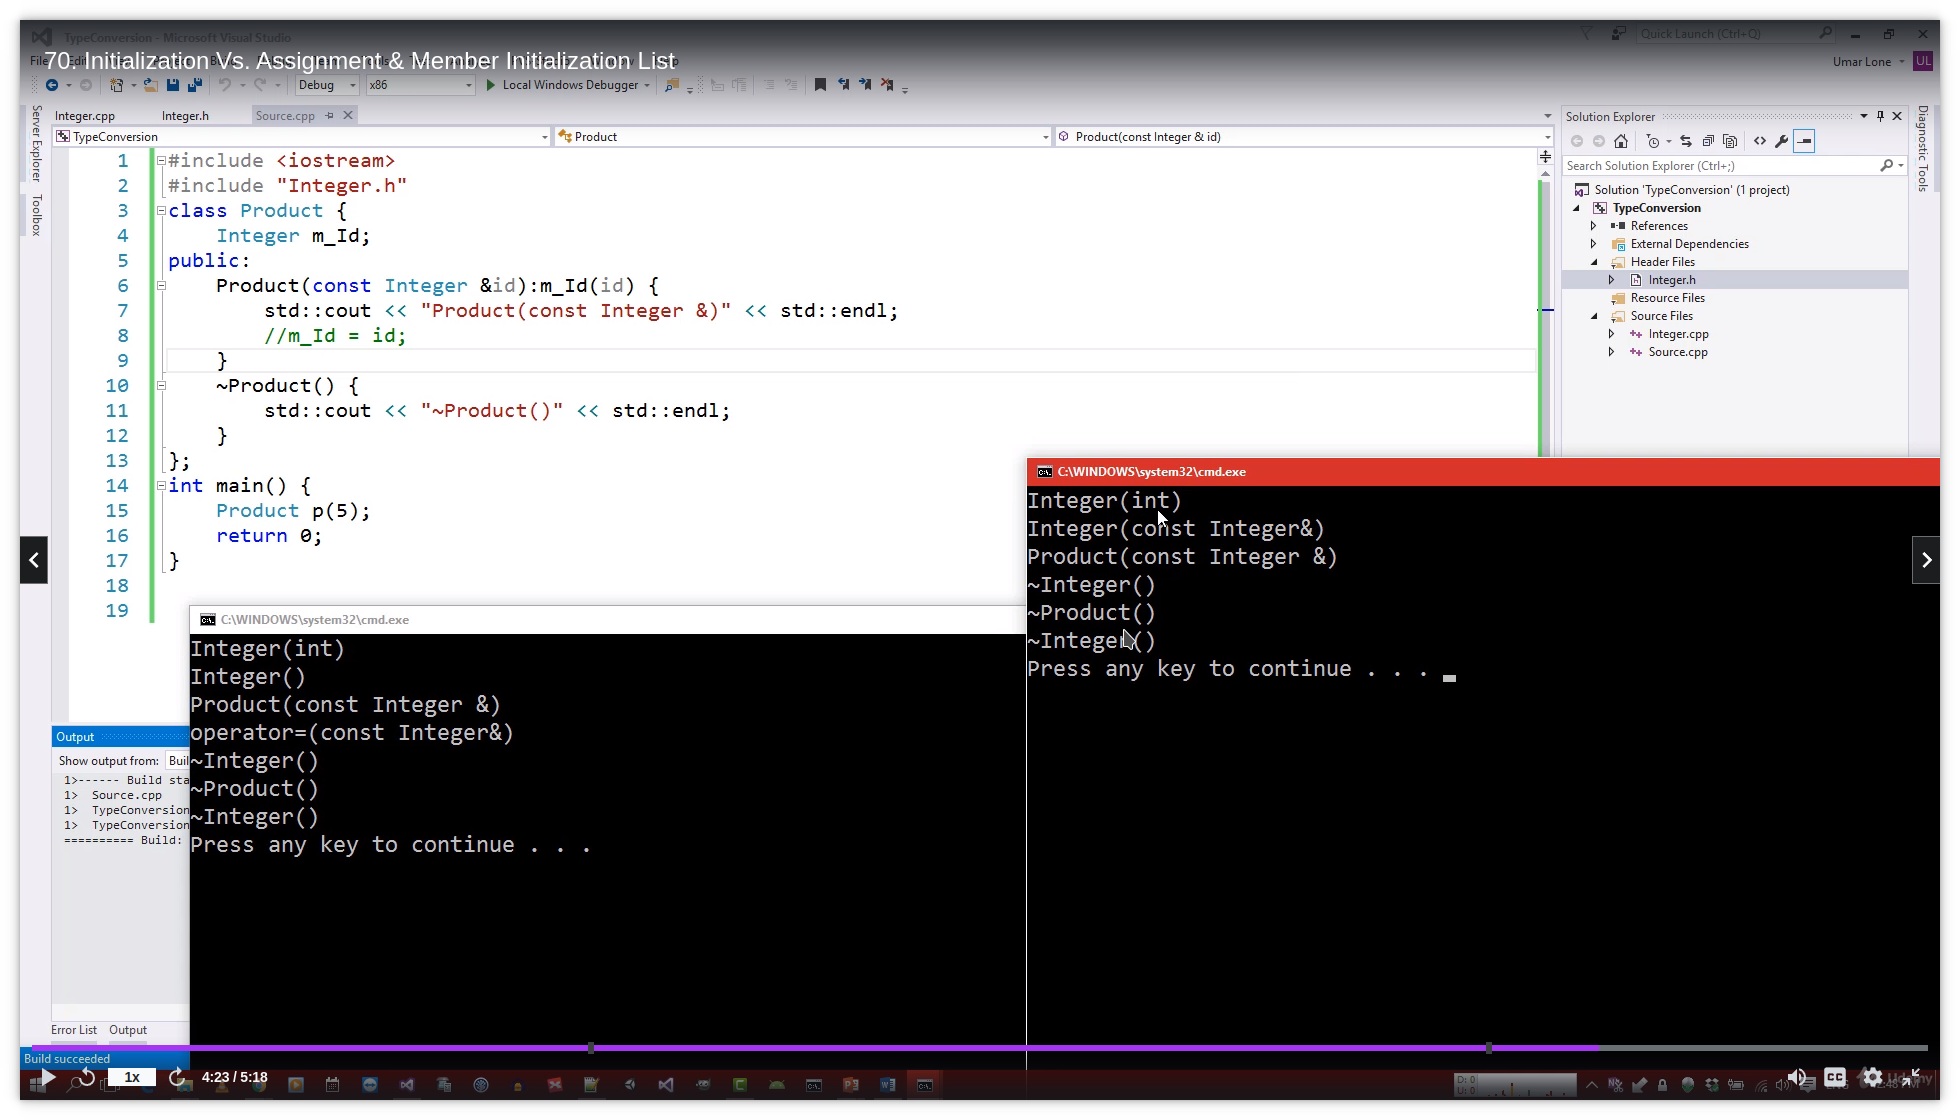 TypeConversion - Microsoft Visual Studio
Quick Launch (Ctrl+Q)
70. Initialization Vs. Assignment & Member Initialization List
File Edit
Umar Lone
UL
Debug
x86
Local Windows Debugger
Integer.cpp
Integer.h
Source.cpp
TypeConversion
Product
Product(const Integer & id)
Server Explorer
Toolbox
1 #include <iostream>
2 #include "Integer.h"
3 class Product {
4 Integer m_Id;
5 public:
6 Product(const Integer &id):m_Id(id) {
7 std::cout << "Product(const Integer &)" << std::endl;
8 //m_Id = id;
9 }
10 ~Product() {
11 std::cout << "~Product()" << std::endl;
12 }
13 };
14 int main() {
15 Product p(5);
16 return 0;
17 }
18
19
Solution Explorer
Search Solution Explorer (Ctrl+;)
Solution 'TypeConversion' (1 project)
TypeConversion
References
External Dependencies
Header Files
Integer.h
Resource Files
Source Files
Integer.cpp
Source.cpp
Diagnostic Tools
C:\WINDOWS\system32\cmd.exe
Integer(int)
Integer(const Integer&)
Product(const Integer &)
~Integer()
~Product()
~Integer()
Press any key to continue . . .
C:\WINDOWS\system32\cmd.exe
Integer(int)
Integer()
Product(const Integer &)
operator=(const Integer&)
~Integer()
~Product()
~Integer()
Press any key to continue . . .
Output
Show output from: Buil
1>------ Build sta
1> Source.cpp
1> TypeConversion
1> TypeConversion
========== Build:
Error List Output
Build succeeded
1x
4:23 / 5:18
D: 0
U: 0
CC